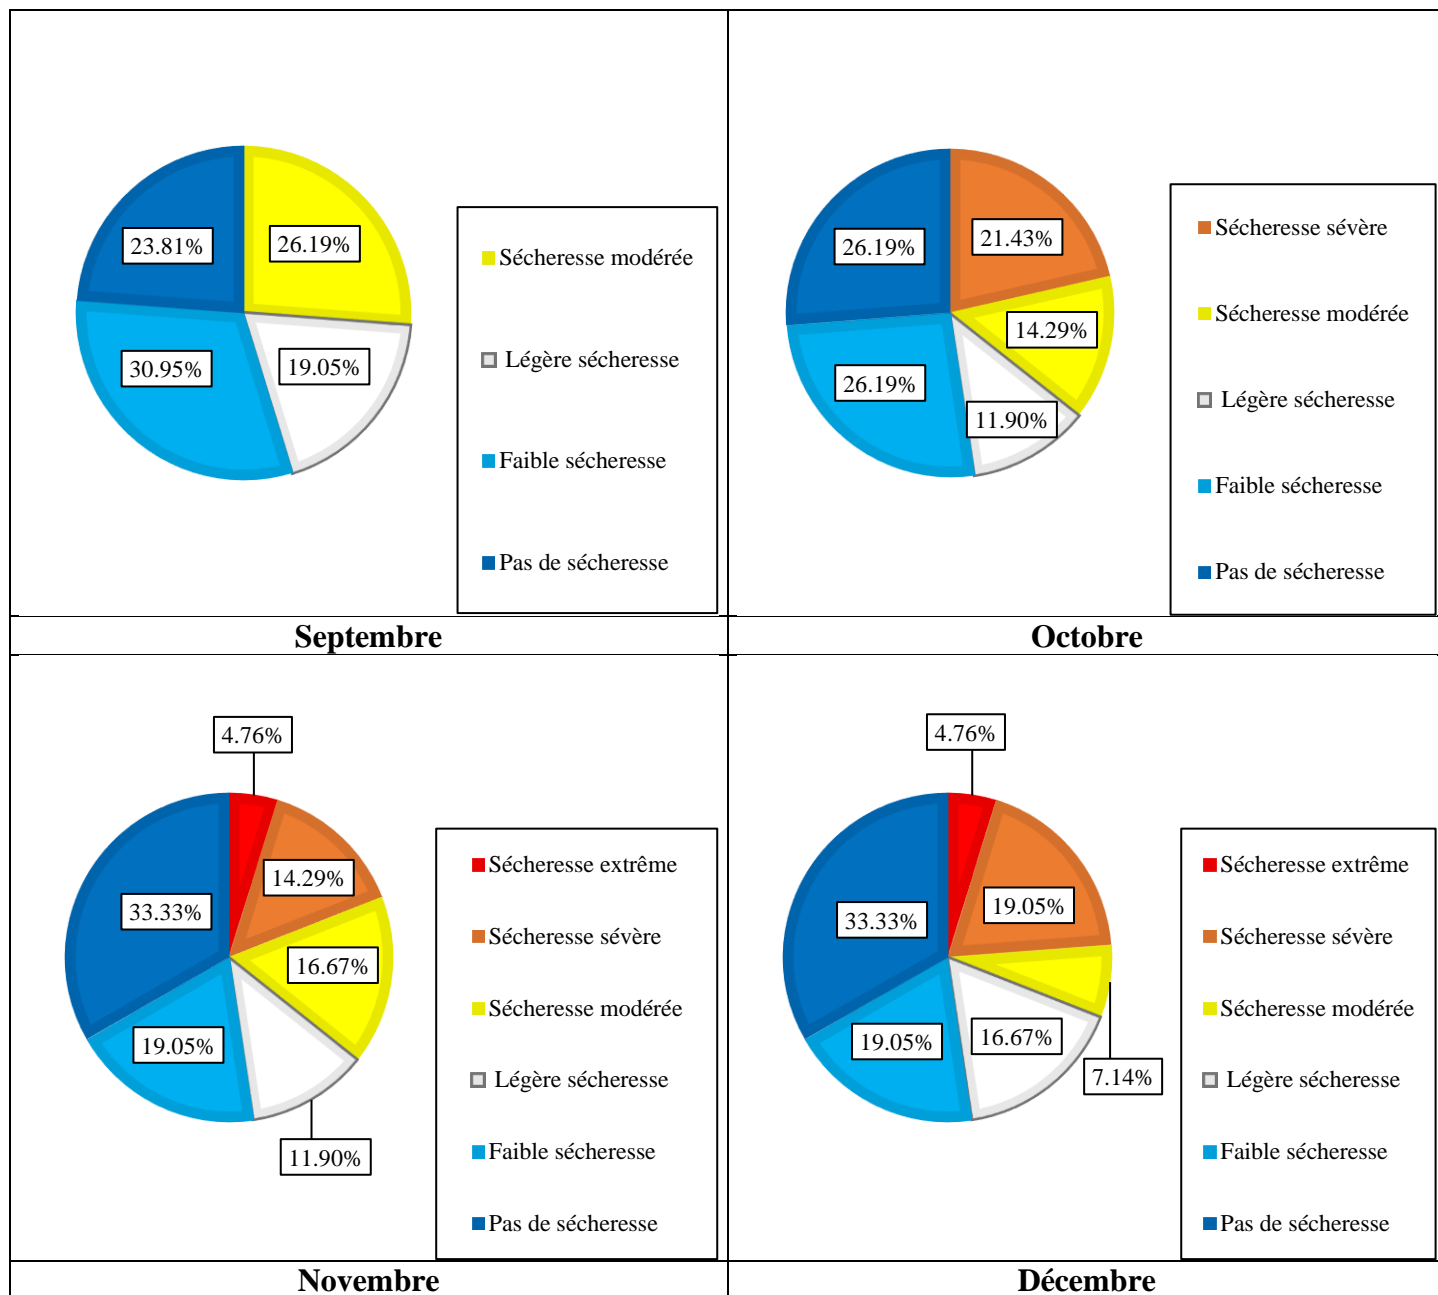 23.81%
26.19%
30.95%
19.05%
Sécheresse modérée
Légère sécheresse
Faible sécheresse
Pas de sécheresse
Septembre
26.19%
21.43%
14.29%
26.19%
11.90%
Sécheresse sévère
Sécheresse modérée
Légère sécheresse
Faible sécheresse
Pas de sécheresse
Octobre
4.76%
14.29%
33.33%
16.67%
19.05%
11.90%
Sécheresse extrême
Sécheresse sévère
Sécheresse modérée
Légère sécheresse
Faible sécheresse
Pas de sécheresse
Novembre
4.76%
19.05%
33.33%
16.67%
19.05%
7.14%
Sécheresse extrême
Sécheresse sévère
Sécheresse modérée
Légère sécheresse
Faible sécheresse
Pas de sécheresse
Décembre